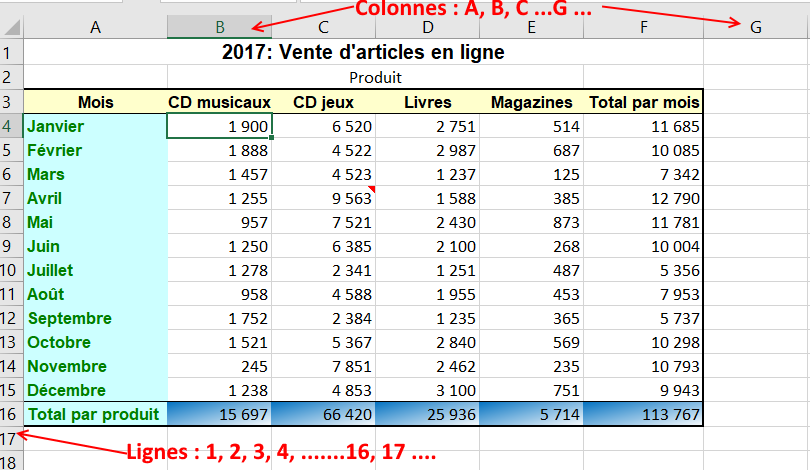 Colonnes : A, B, C ...G ...
A B C D E F G
1 2017: Vente d'articles en ligne
2 Produit
3 Mois CD musicaux CD jeux Livres Magazines Total par mois
4 Janvier 1 900 6 520 2 751 514 11 685
5 Février 1 888 4 522 2 987 687 10 085
6 Mars 1 457 4 523 1 237 125 7 342
7 Avril 1 255 9 563 1 588 385 12 790
8 Mai 957 7 521 2 430 873 11 781
9 Juin 1 250 6 385 2 100 268 10 004
10 Juillet 1 278 2 341 1 251 487 5 356
11 Août 958 4 588 1 955 453 7 953
12 Septembre 1 752 2 384 1 235 365 5 737
13 Octobre 1 521 5 367 2 840 569 10 298
14 Novembre 245 7 851 2 462 235 10 793
15 Décembre 1 238 4 853 3 100 751 9 943
16 Total par produit 15 697 66 420 25 936 5 714 113 767
17
Lignes : 1, 2, 3, 4, .......16, 17 ....
18